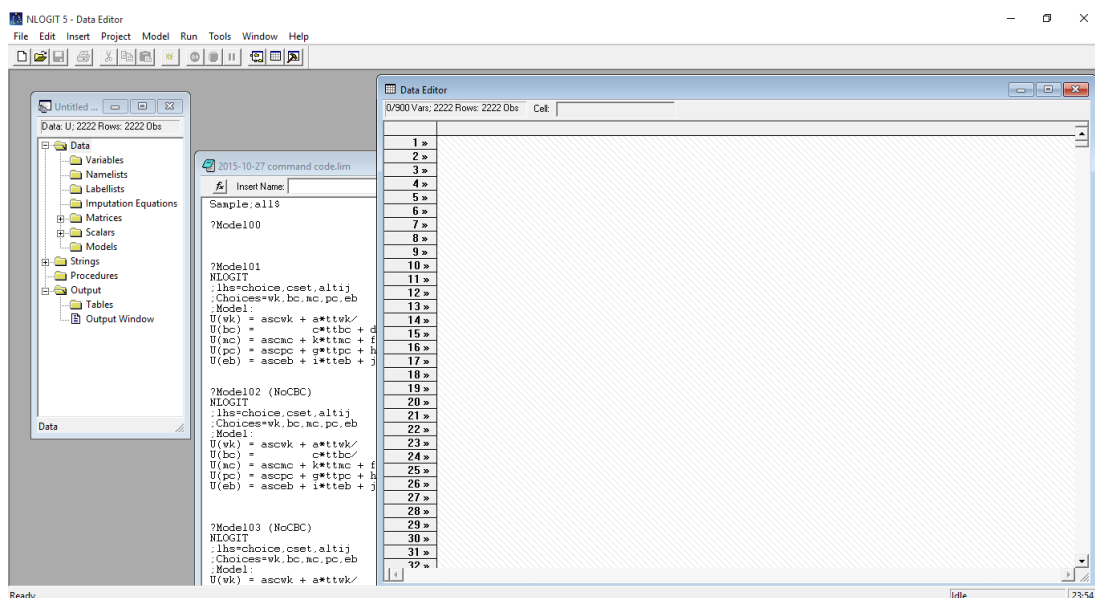 NLOGIT 5 - Data Editor
File Edit Insert Project Model Run Tools Window Help
Untitled ...
Data: U; 2222 Rows: 2222 Obs
Data
Variables
Namelists
Labellists
Imputation Equations
Matrices
Scalars
Models
Strings
Procedures
Output
Tables
Output Window
Data
2015-10-27 command code.lim
fx Insert Name:
Sample;all$
?Model00
?Model01
NLOGIT
;lhs=choice,cset,altij
;Choices=wk,bc,mc,pc,eb
;Model:
U(wk) = ascwk + a*ttwk/
U(bc) = c*ttbc + d
U(mc) = ascmc + k*ttmc + f
U(pc) = ascpc + g*ttpc + h
U(eb) = asceb + i*tteb + j
?Model02 (NoCBC)
NLOGIT
;lhs=choice,cset,altij
;Choices=wk,bc,mc,pc,eb
;Model:
U(wk) = ascwk + a*ttwk/
U(bc) = c*ttbc/
U(mc) = ascmc + k*ttmc + f
U(pc) = ascpc + g*ttpc + h
U(eb) = asceb + i*tteb + j
?Model03 (NoCBC)
NLOGIT
;lhs=choice,cset,altij
;Choices=wk,bc,mc,pc,eb
;Model:
U(wk) = ascwk + a*ttwk/
Data Editor
0/900 Vars; 2222 Rows: 2222 Obs Cell:
1 »
2 »
3 »
4 »
5 »
6 »
7 »
8 »
9 »
10 »
11 »
12 »
13 »
14 »
15 »
16 »
17 »
18 »
19 »
20 »
21 »
22 »
23 »
24 »
25 »
26 »
27 »
28 »
29 »
30 »
31 »
32 »
Ready
Idle
23:54